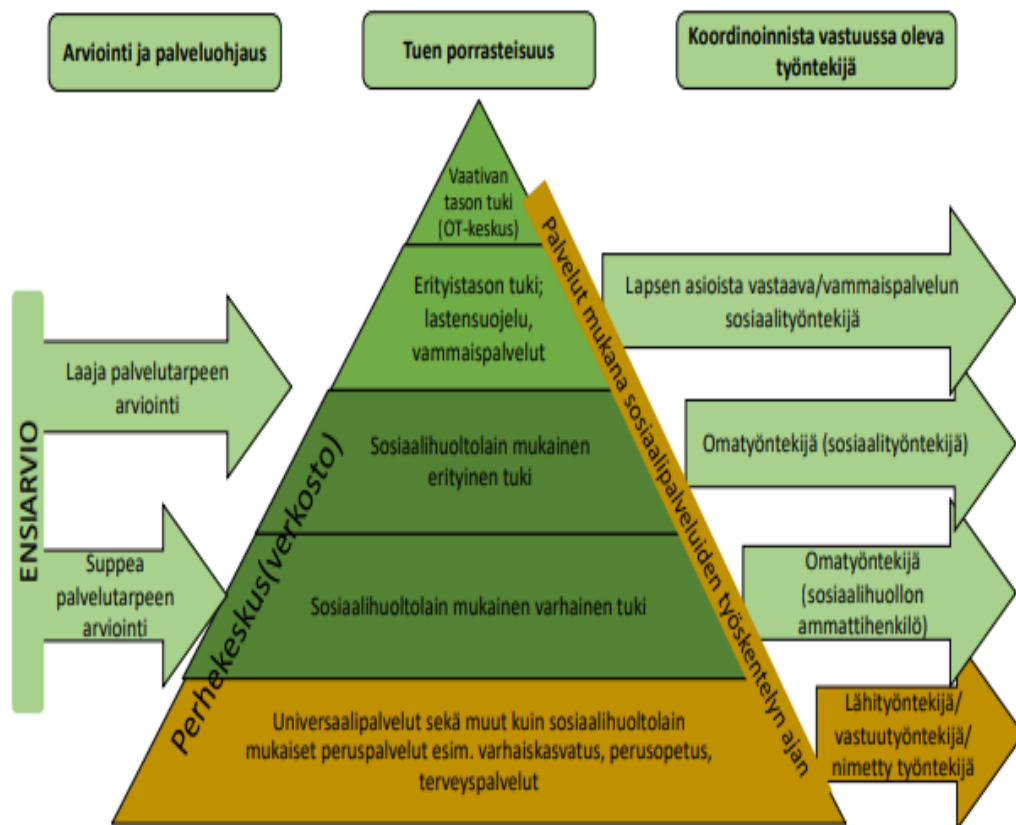 Arviointi ja palveluohjaus
Tuen porrasteisuus
Koordinoinnista vastuussa oleva
työntekijä
Vaativan
tason tuki
(OT-keskus)
Erityistason tuki;
lastensuojelu,
vammaispalvelut
Sosiaalihuoltolain mukainen
erityinen tuki
Sosiaalihuoltolain mukainen varhainen tuki
Universaalipalvelut sekä muut kuin sosiaalihuoltolain
mukaiset peruspalvelut esim. varhaiskasvatus, perusopetus,
terveyspalvelut
ENSIARVIO
Laaja palvelutarpeen
arviointi
Suppea
palvelutarpeen
arviointi
Perhekeskus(verkosto)
Palvelut mukana sosiaalipalveluiden työskentelyn ajan
Lapsen asioista vastaava/vammaispalvelun
sosiaalityöntekijä
Omatyöntekijä (sosiaalityöntekijä)
Omatyöntekijä
(sosiaalihuollon
ammattihenkilö)
Lähityöntekijä/
vastuutyöntekijä/
nimetty työntekijä